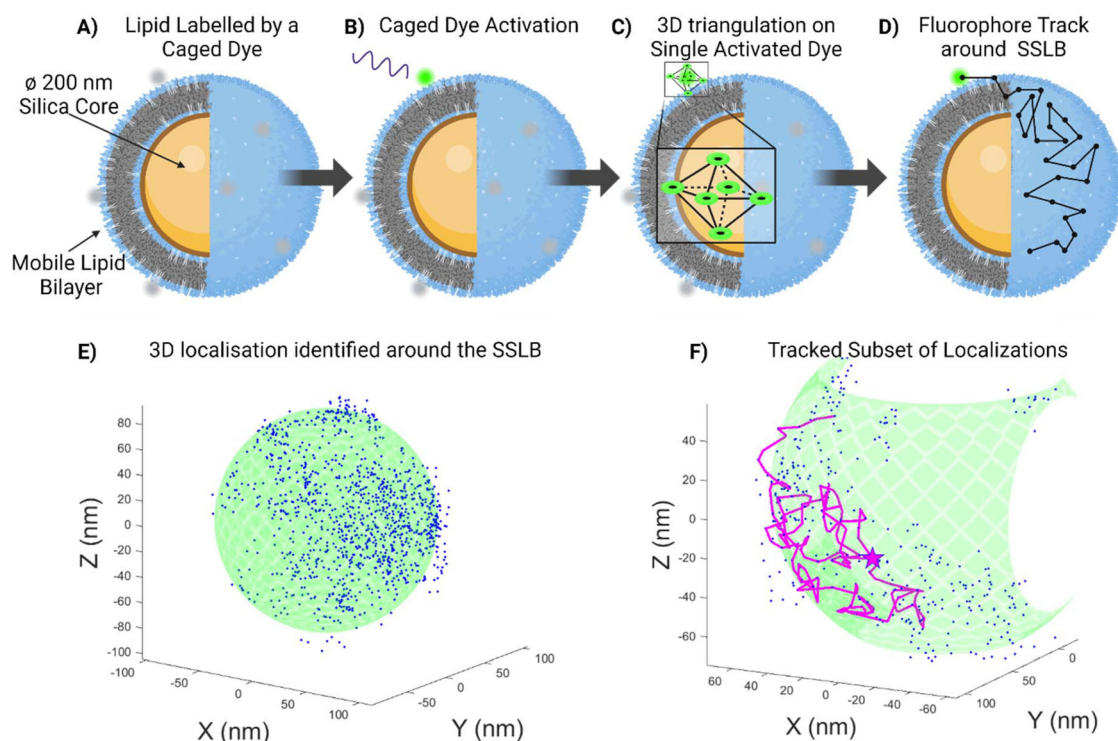 A) Lipid Labelled by a
Caged Dye
ø 200 nm
Silica Core
Mobile Lipid
Bilayer
B) Caged Dye Activation
C) 3D triangulation on
Single Activated Dye
D) Fluorophore Track
around SSLB
E) 3D localisation identified around the SSLB
80
60
40
20
0
-20
-40
-60
-80
-100
Z (nm)
-100
-50
0
50
100
X (nm)
-50
0
50
100
Y (nm)
F) Tracked Subset of Localizations
40
20
0
-20
-40
-60
Z (nm)
60
40
20
0
-20
-40
-60
X (nm)
100
50
0
Y (nm)